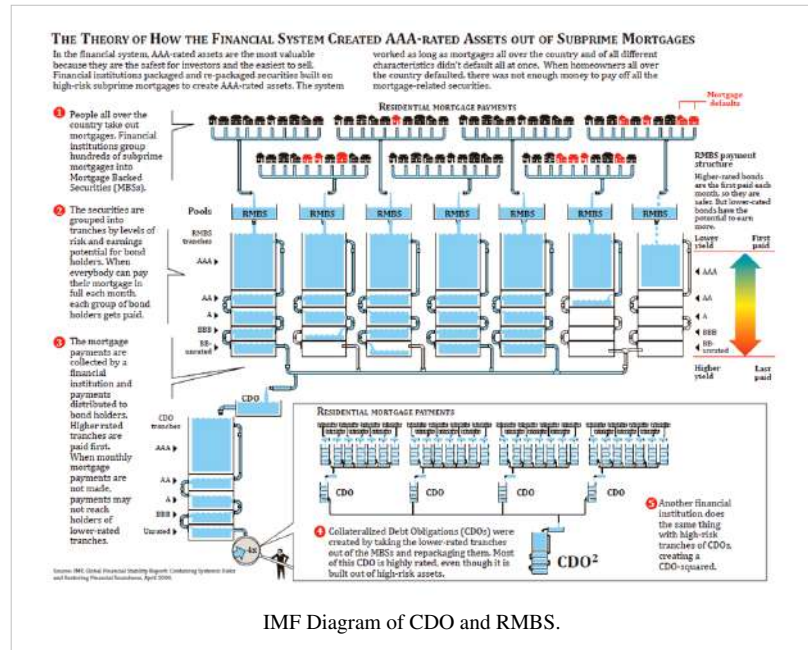 THE THEORY OF HOW THE FINANCIAL SYSTEM CREATED AAA-RATED ASSETS OUT OF SUBPRIME MORTGAGES
In the financial system, AAA-rated assets are the most valuable
because they are the safest for investors and the easiest to sell.
Financial institutions packaged and re-packaged securities built on
high-risk subprime mortgages to create AAA-rated assets. The system
worked as long as mortgages all over the country and of all different
characteristics didn't default all at once. When homeowners all over
the country defaulted, there was not enough money to pay off all the
mortgage-related securities.
RESIDENTIAL MORTGAGE PAYMENTS
Mortgage
defaults
1 People all over the
country take out
mortgages. Financial
institutions group
hundreds of subprime
mortgages into
Mortgage Backed
Securities (MBSs).
2 The securities are
grouped into
tranches by levels of
risk and earnings
potential for bond
holders. When
everybody can pay
their mortgage in
full each month,
each group of bond
holders gets paid.
3 The mortgage
payments are
collected by a
financial
institution and
payments
distributed to
bond holders.
Higher rated
tranches are
paid first.
When monthly
mortgage
payments are
not made,
payments may
not reach
holders of
lower-rated
tranches.
Pools
RMBS
RMBS
RMBS
RMBS
RMBS
RMBS
RMBS
RMBS
tranches
AAA
AA
A
BBB
BB-
unrated
RMBS payment
structure
Higher-rated bonds
are the first paid each
month, so they are
safer. But lower-rated
bonds have the
potential to earn
more.
Lower
yield
First
paid
AAA
AA
A
BBB
BB-
unrated
Higher
yield
Last
paid
CDO
CDO
tranches
AAA
AA
A
BBB
Unrated
4x
RESIDENTIAL MORTGAGE PAYMENTS
CDO
CDO
CDO
CDO
4 Collateralized Debt Obligations (CDOs) were
created by taking the lower-rated tranches
out of the MBSs and repackaging them. Most
of this CDO is highly rated, even though it is
built out of high-risk assets.
CDO²
5 Another financial
institution does
the same thing
with high-risk
tranches of CDOs,
creating a
CDO-squared.
Source: IMF, Global Financial Stability Report: Containing Systemic Risks
and Restoring Financial Soundness, April 2008.
IMF Diagram of CDO and RMBS.